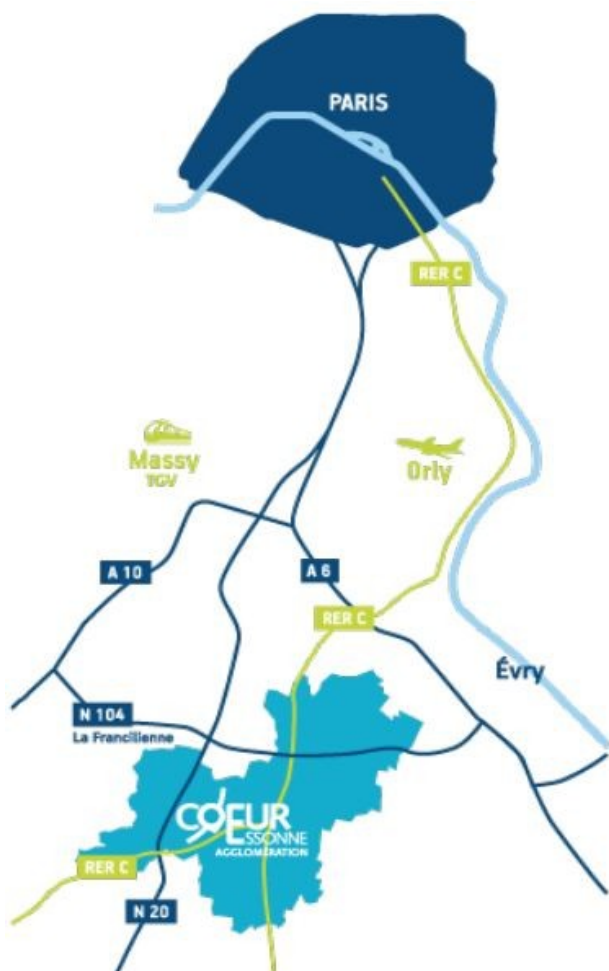 PARIS
RER C
Massy
TGV
Orly
A 10
A 6
RER C
Évry
N 104
La Francilienne
CŒUR
ESSONNE
AGGLOMÉRATION
RER C
N 20